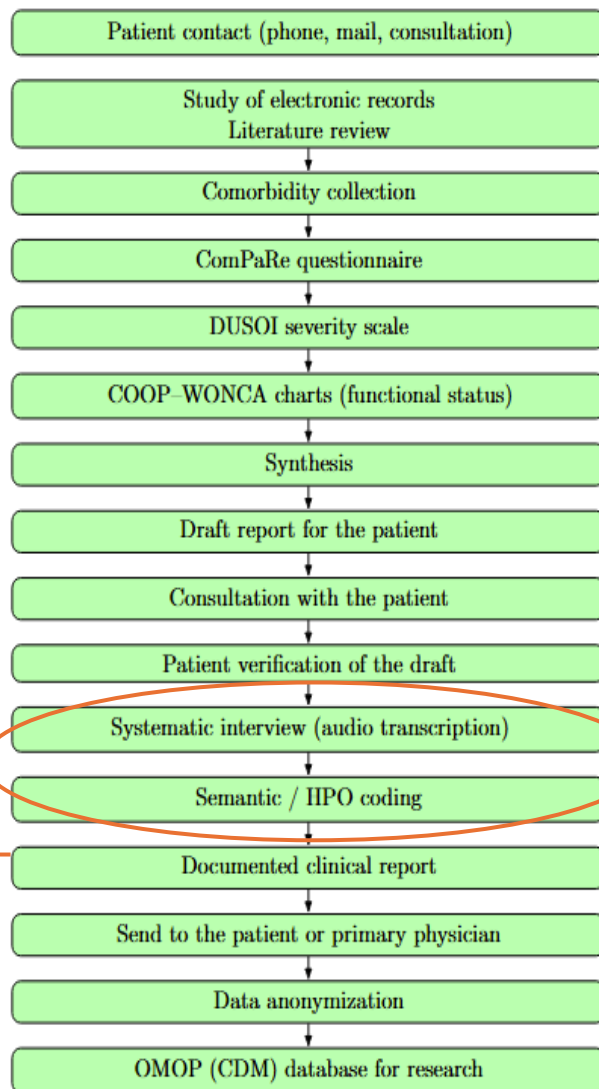 Patient contact (phone, mail, consultation)
Study of electronic records
Literature review
Comorbidity collection
ComPaRe questionnaire
DUSOI severity scale
COOP–WONCA charts (functional status)
Synthesis
Draft report for the patient
Consultation with the patient
Patient verification of the draft
Systematic interview (audio transcription)
Semantic / HPO coding
Documented clinical report
Send to the patient or primary physician
Data anonymization
OMOP (CDM) database for research